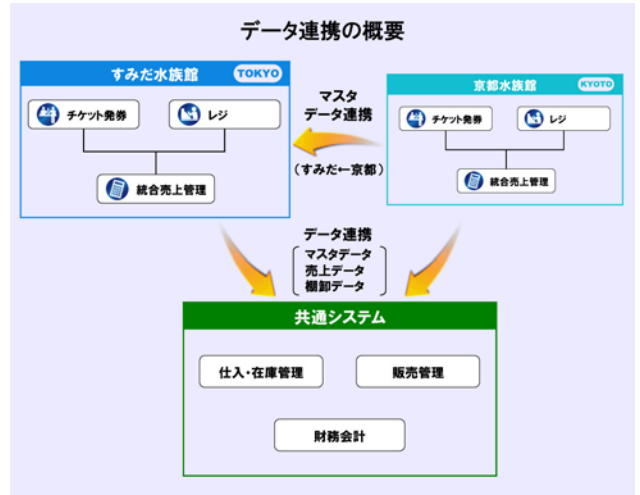 データ連携の概要
すみだ水族館 TOKYO
チケット発券
レジ
統合売上管理
マスタ
データ連携
(すみだ←京都)
京都水族館 KYOTO
チケット発券
レジ
統合売上管理
データ連携
マスタデータ
売上データ
棚卸データ
共通システム
仕入・在庫管理
販売管理
財務会計